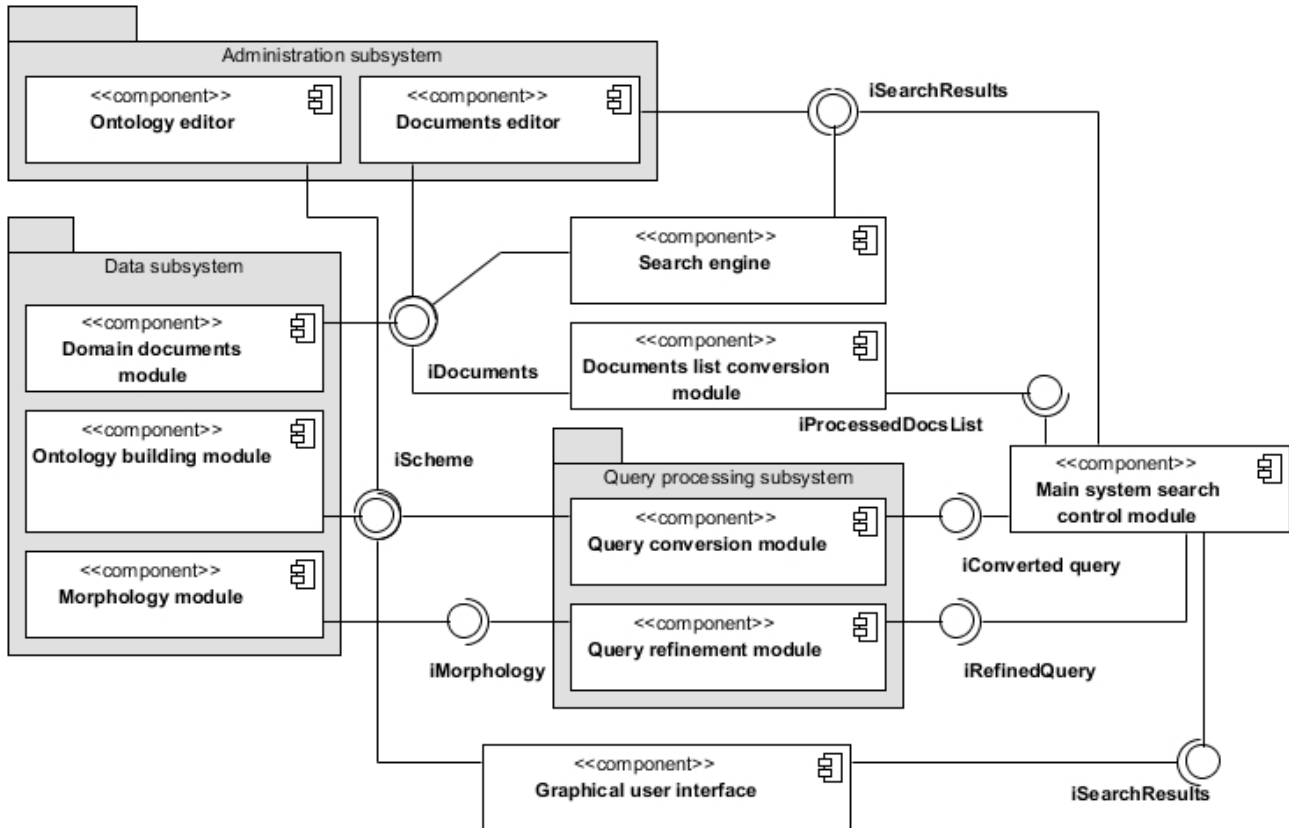 Administration subsystem
<<component>>
Ontology editor
<<component>>
Documents editor
iSearchResults
Data subsystem
<<component>>
Domain documents
module
<<component>>
Ontology building module
<<component>>
Morphology module
<<component>>
Search engine
iDocuments
<<component>>
Documents list conversion
module
iProcessedDocsList
iScheme
Query processing subsystem
<<component>>
Query conversion module
<<component>>
Query refinement module
<<component>>
Main system search
control module
iConverted query
iMorphology
iRefinedQuery
<<component>>
Graphical user interface
iSearchResults